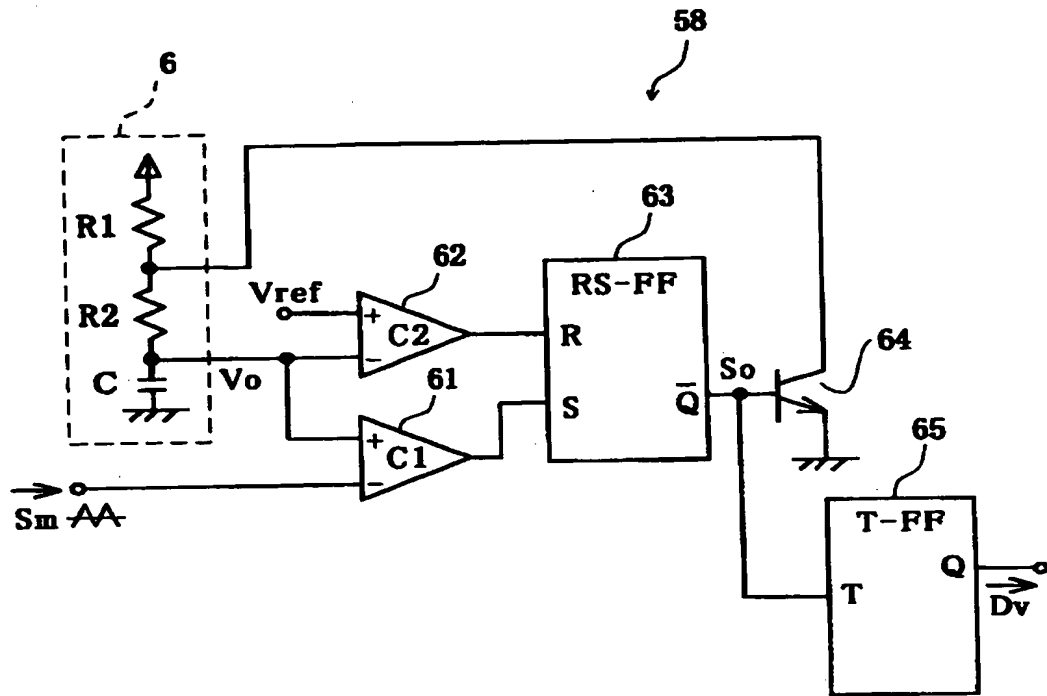 58
6
R1
R2
C
63
RS-FF
R
S
Q̅
62
Vref
+
C2
−
Vo
61
+
C1
−
Sm
So
64
65
T-FF
T
Q
Dv